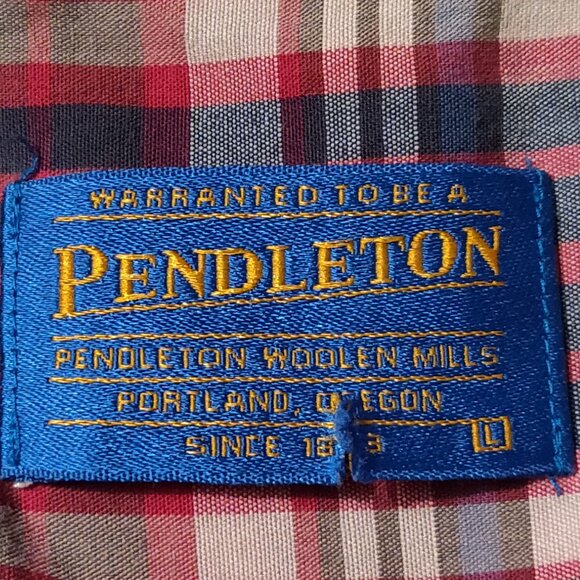 WARRANTED TO BE A
PENDLETON
PENDLETON WOOLEN MILLS
PORTLAND,
SINCE
L